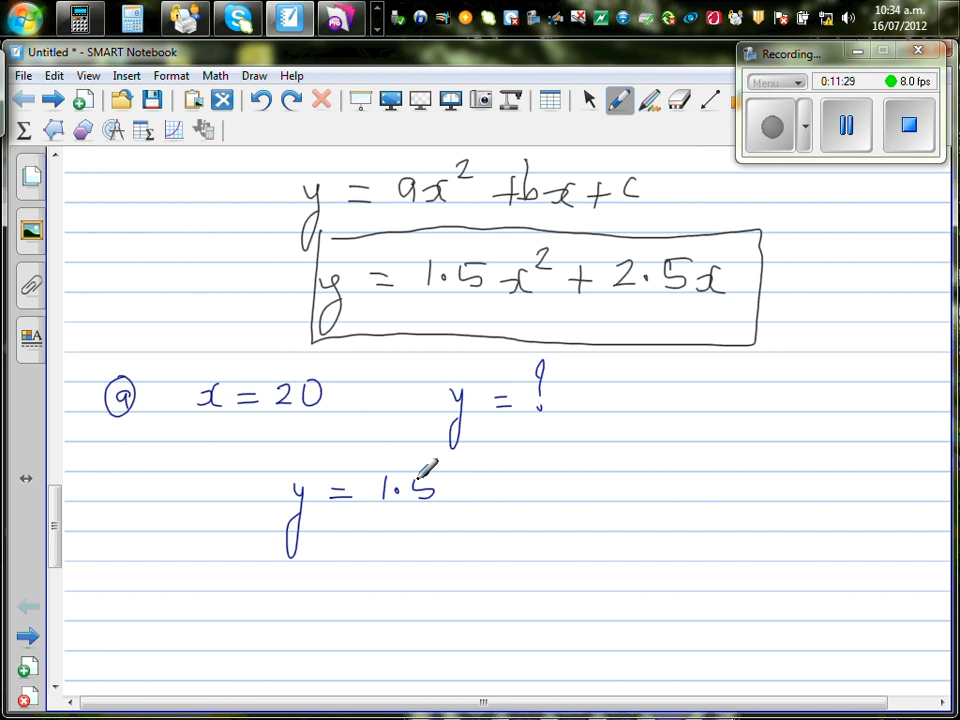 10:34 a.m.
16/07/2012
Untitled * - SMART Notebook
Recording...
File Edit View Insert Format Math Draw Help
Menu 0:11:29 8.0 fps
y = ax² + bx + c
y = 1.5x² + 2.5x
a x = 20 y = ?
y = 1.5